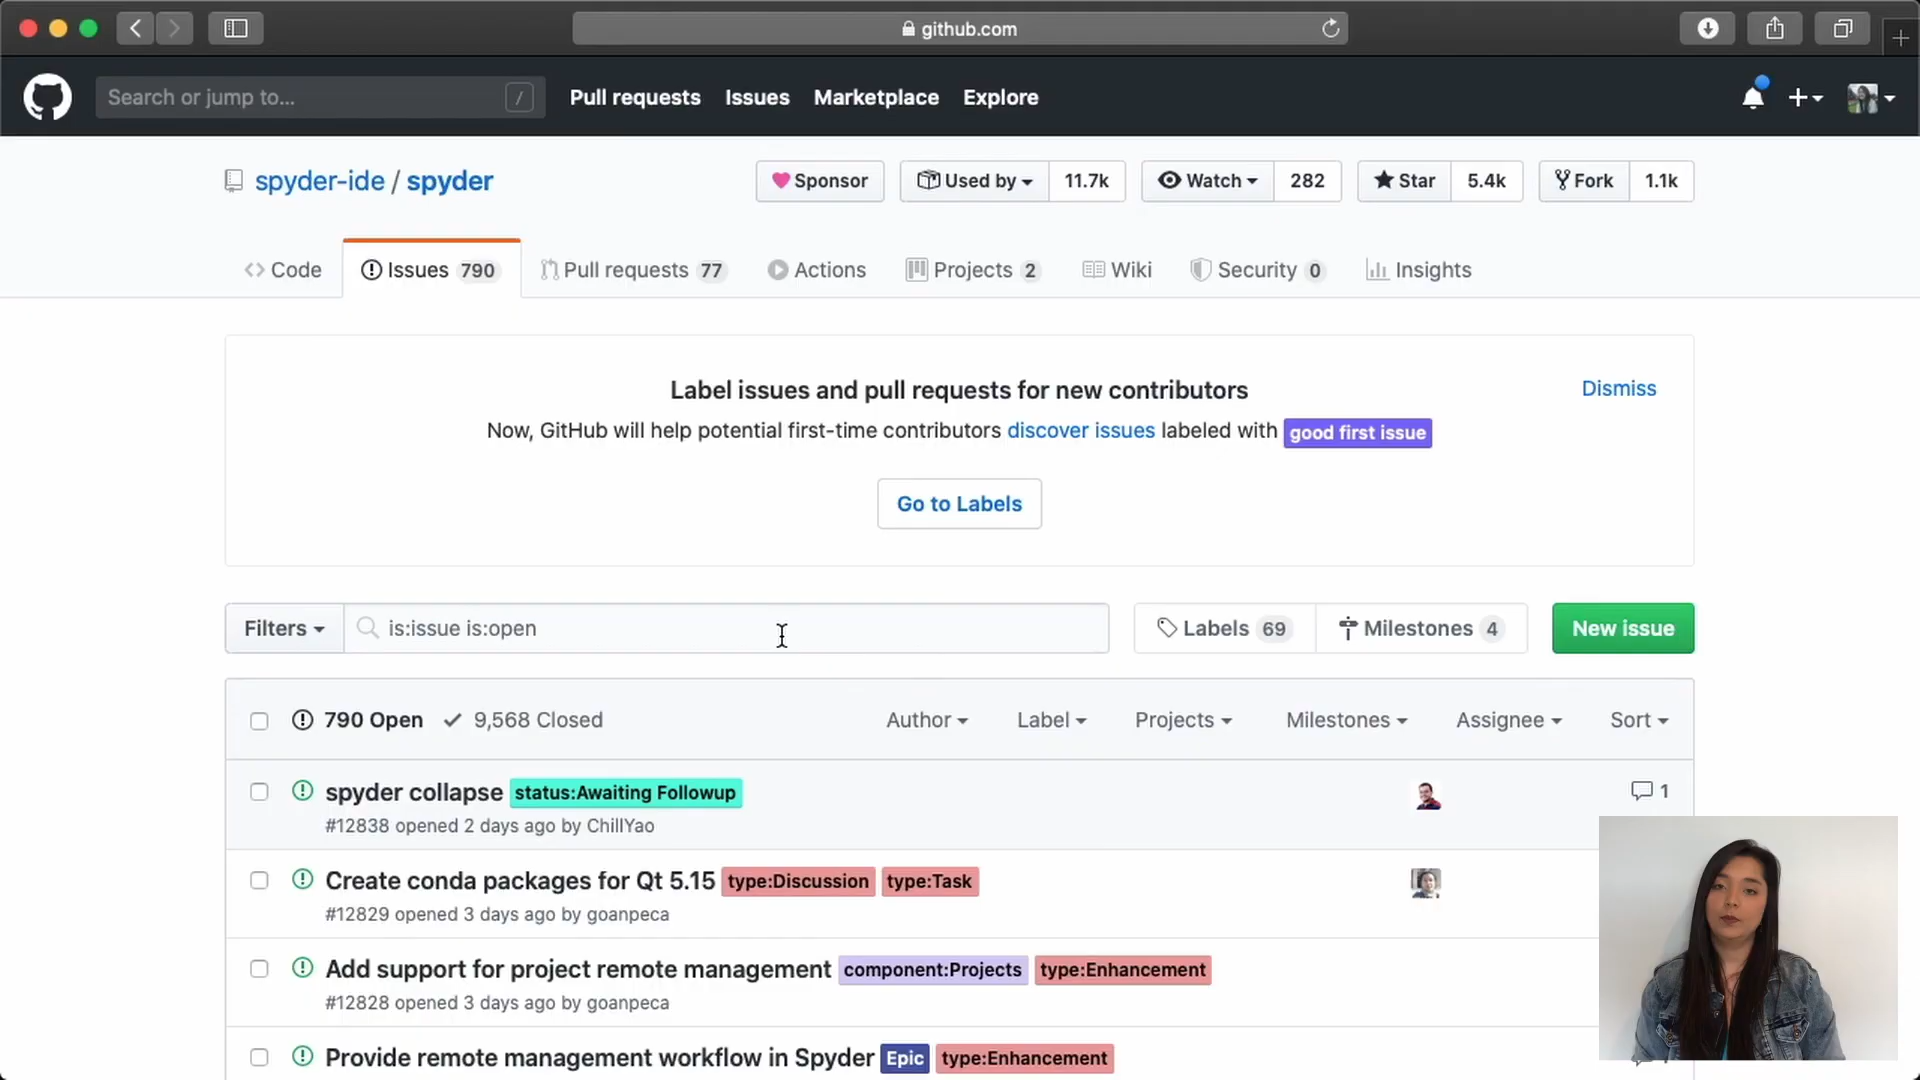 github.com
Search or jump to... /
Pull requests Issues Marketplace Explore
spyder-ide / spyder
Sponsor Used by 11.7k Watch 282 Star 5.4k Fork 1.1k
Code Issues 790 Pull requests 77 Actions Projects 2 Wiki Security 0 Insights
Label issues and pull requests for new contributors
Dismiss
Now, GitHub will help potential first-time contributors discover issues labeled with good first issue
Go to Labels
Filters is:issue is:open Labels 69 Milestones 4 New issue
790 Open 9,568 Closed Author Label Projects Milestones Assignee Sort
spyder collapse status:Awaiting Followup 1
#12838 opened 2 days ago by ChillYao
Create conda packages for Qt 5.15 type:Discussion type:Task
#12829 opened 3 days ago by goanpeca
Add support for project remote management component:Projects type:Enhancement
#12828 opened 3 days ago by goanpeca
Provide remote management workflow in Spyder Epic type:Enhancement